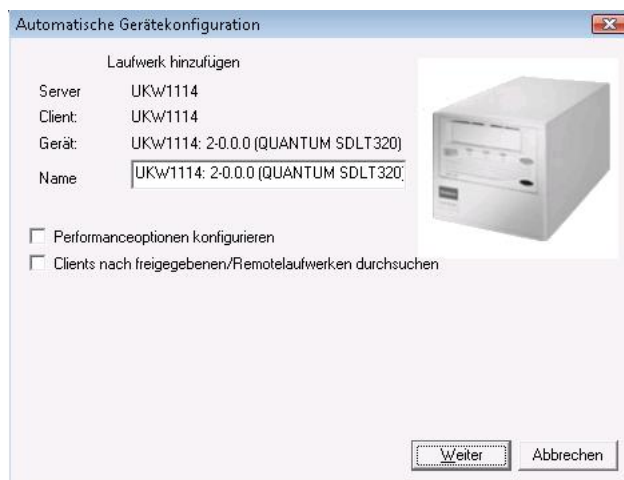 Automatische Gerätekonfiguration
Laufwerk hinzufügen
Server UKW1114
Client: UKW1114
Gerät: UKW1114: 2-0.0.0 (QUANTUM SDLT320)
Name UKW1114: 2-0.0.0 (QUANTUM SDLT320)
Performanceoptionen konfigurieren
Clients nach freigegebenen/Remotelaufwerken durchsuchen
Weiter Abbrechen